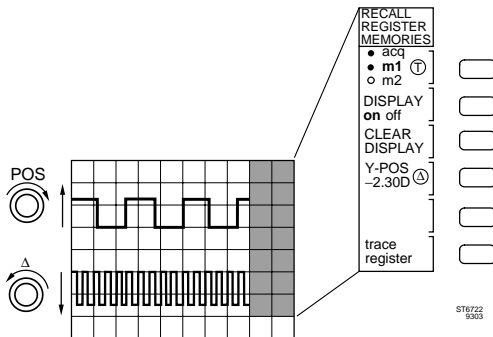 RECALL
REGISTER
MEMORIES
acq
m1 T
m2
DISPLAY
on off
CLEAR
DISPLAY
Y-POS
−2.30D Δ
trace
register
POS
Δ
ST6722
9303